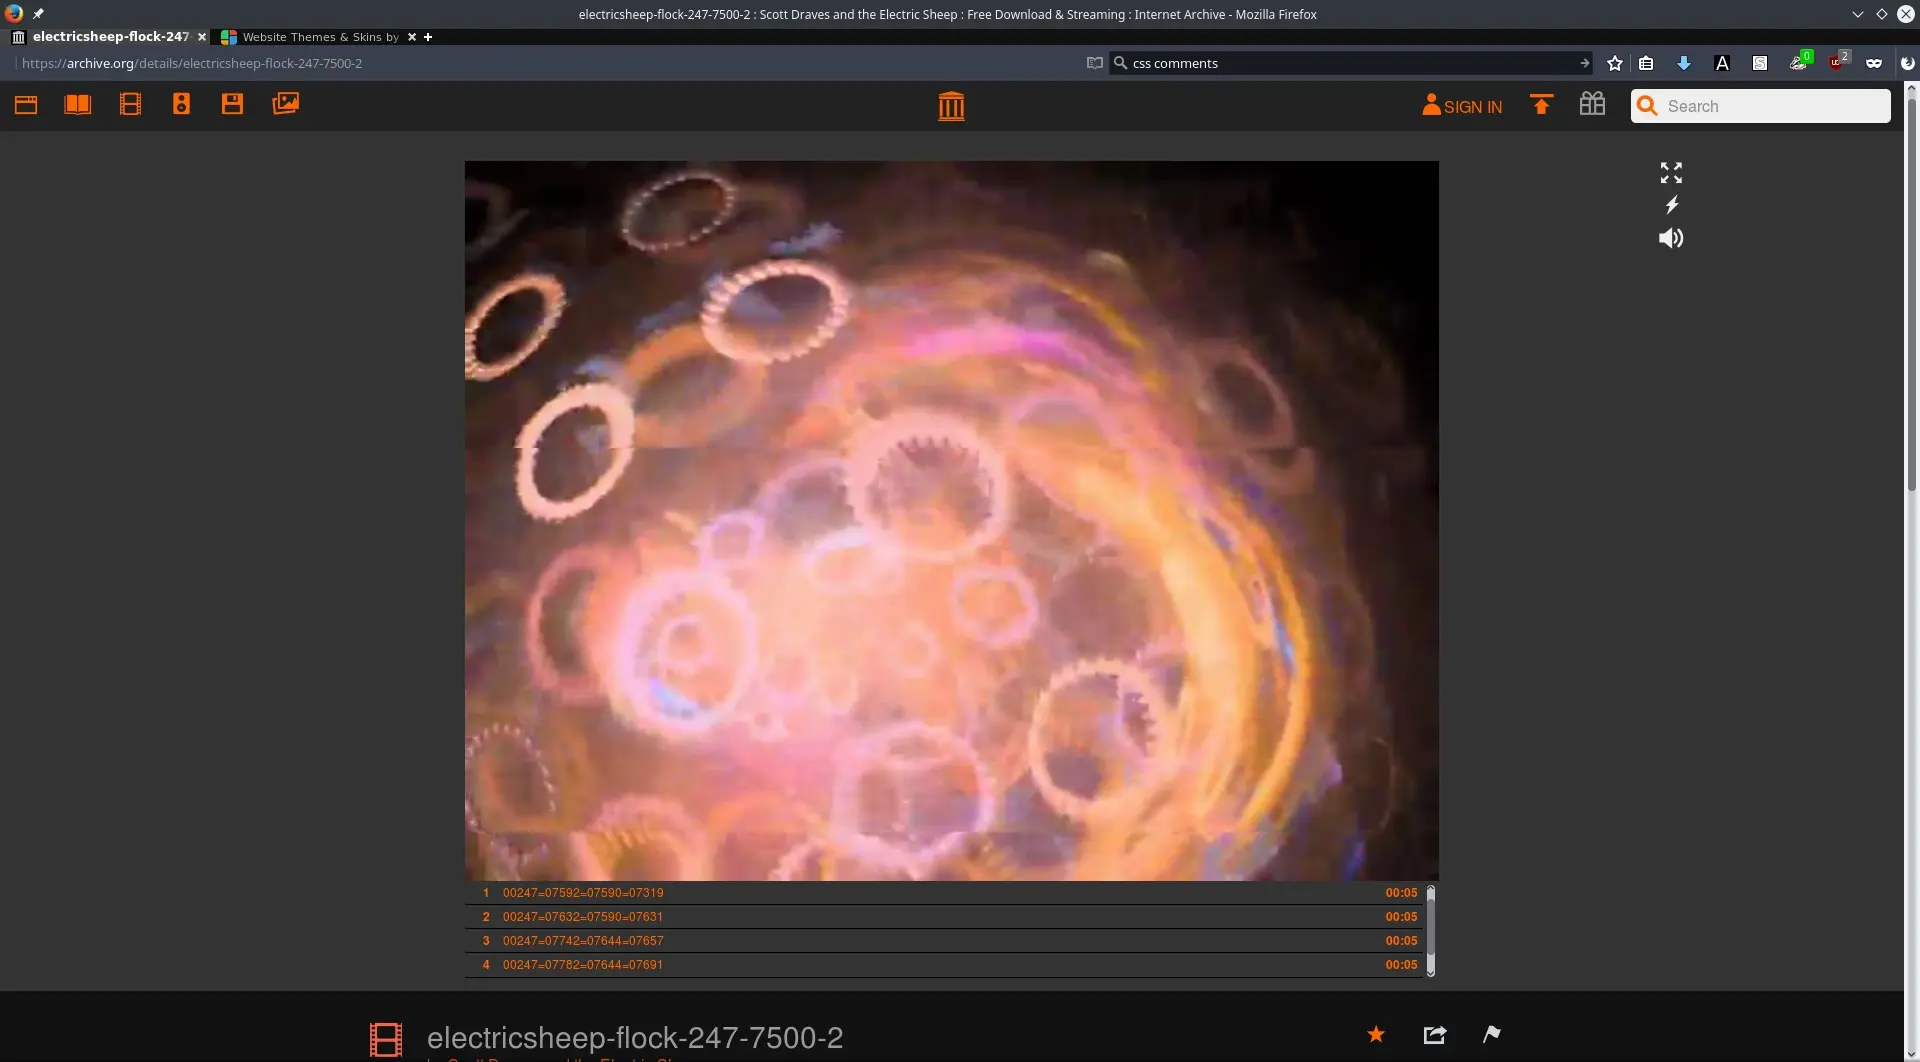 electricsheep-flock-247-7500-2 : Scott Draves and the Electric Sheep : Free Download & Streaming : Internet Archive - Mozilla Firefox
electricsheep-flock-247
Website Themes & Skins by
https://archive.org/details/electricsheep-flock-247-7500-2
css comments
A
S
0
2
SIGN IN
Search
1 00247=07592=07590=07319 00:05
2 00247=07632=07590=07631 00:05
3 00247=07742=07644=07657 00:05
4 00247=07782=07644=07691 00:05
electricsheep-flock-247-7500-2